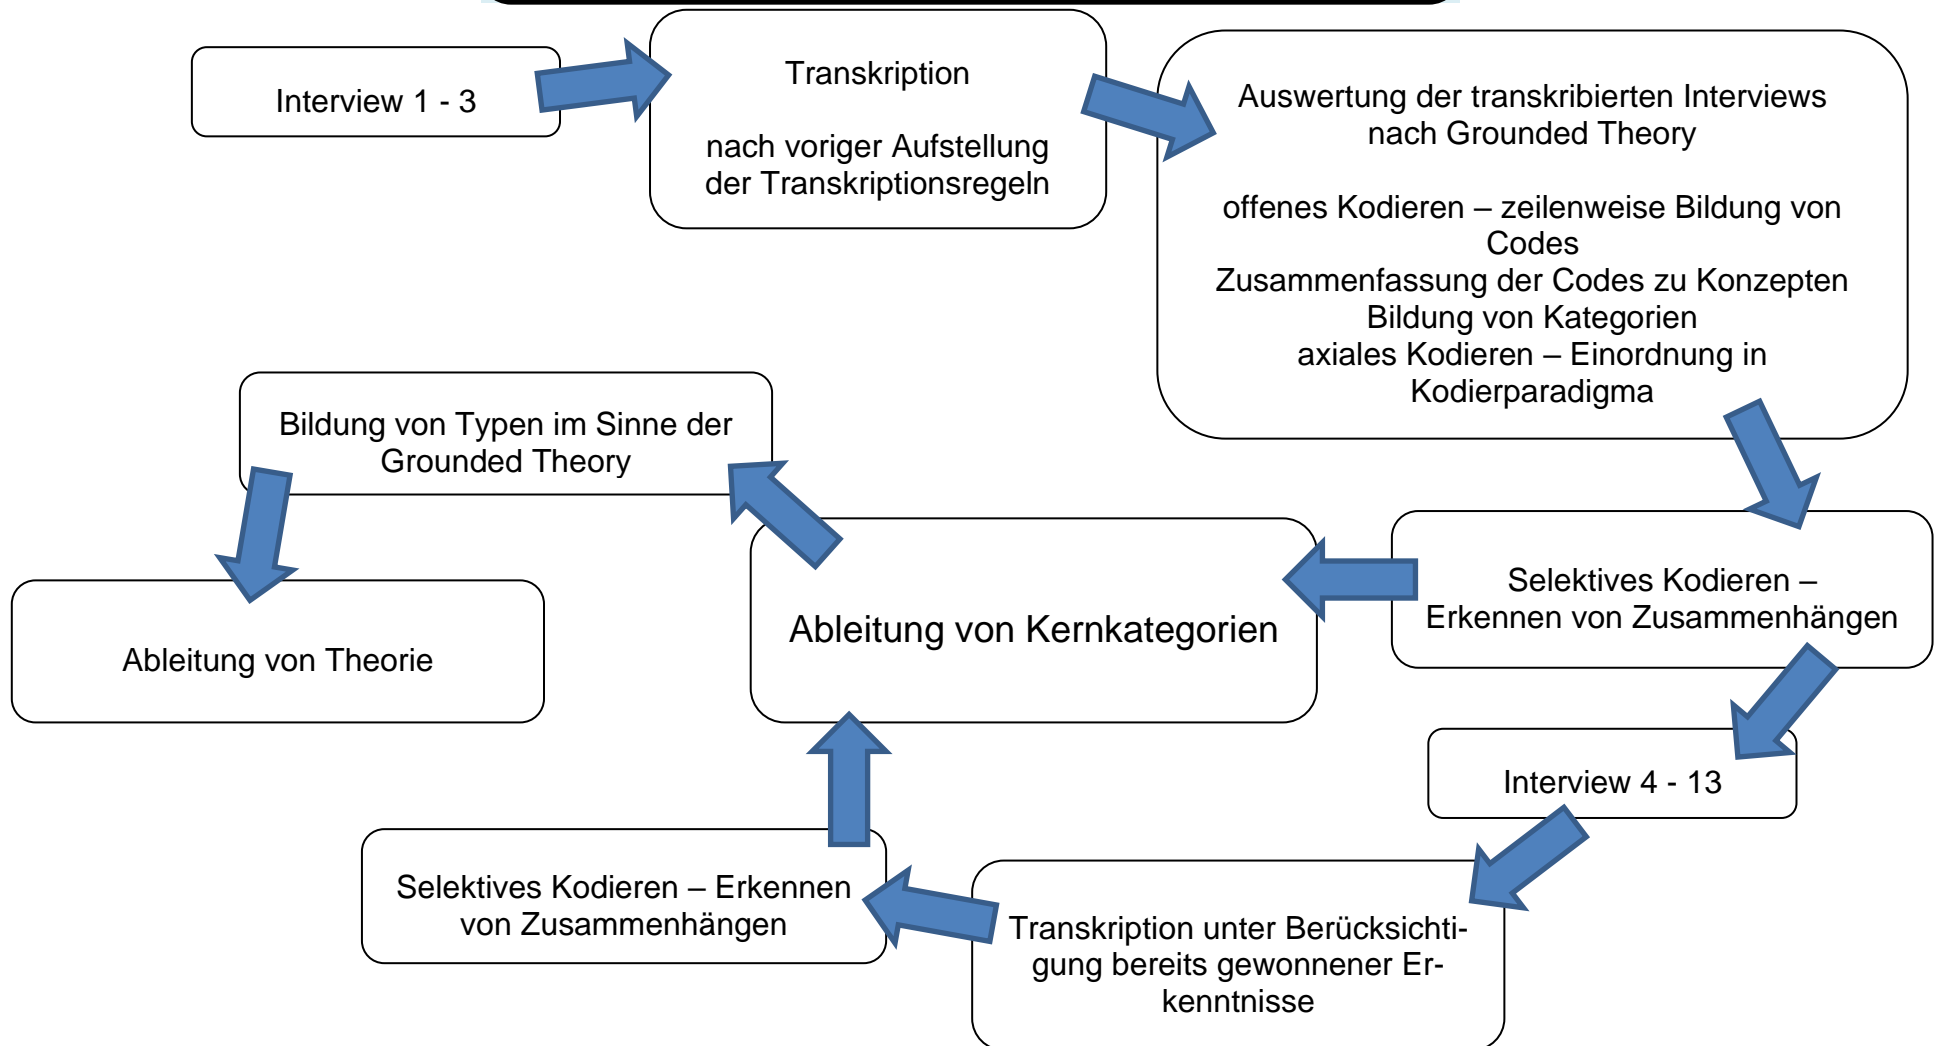 Interview 1 - 3
Transkription
nach voriger Aufstellung
der Transkriptionsregeln
Auswertung der transkribierten Interviews
nach Grounded Theory
offenes Kodieren – zeilenweise Bildung von
Codes
Zusammenfassung der Codes zu Konzepten
Bildung von Kategorien
axiales Kodieren – Einordnung in
Kodierparadigma
Selektives Kodieren –
Erkennen von Zusammenhängen
Interview 4 - 13
Transkription unter Berücksichti-
gung bereits gewonnener Er-
kenntnisse
Selektives Kodieren – Erkennen
von Zusammenhängen
Ableitung von Kernkategorien
Bildung von Typen im Sinne der
Grounded Theory
Ableitung von Theorie